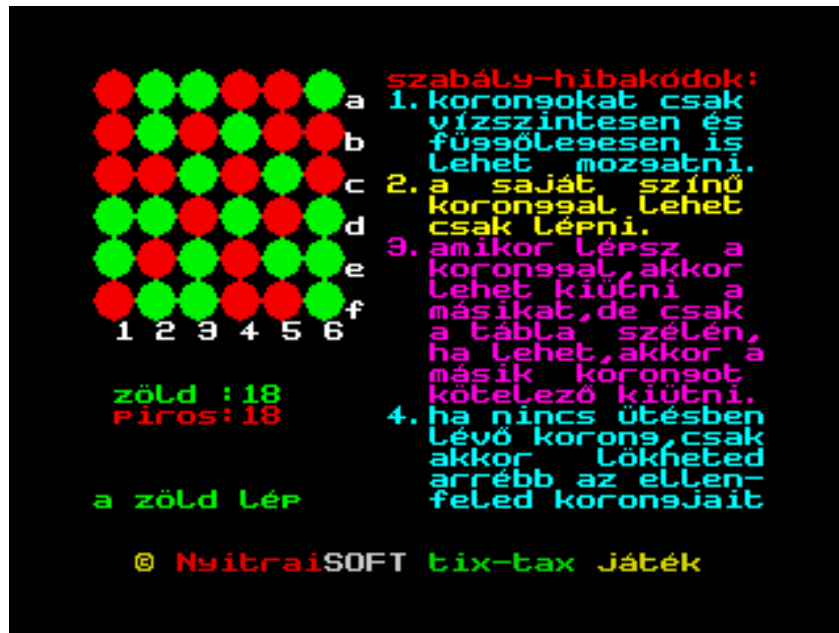 a
b
c
d
e
f
1 2 3 4 5 6
zöld :18
piros:18
a zöld lép
szabály-hibakódok:
1. korongokat csak
vízszintesen és
függőlegesen is
lehet mozgatni.
2. a saját színű
koronggal lehet
csak lépni.
3. amikor lépsz a
koronggal,akkor
lehet kiütni a
másikat,de csak
a tábla szélén,
ha lehet,akkor a
másik korongot
kötelező kiütni.
4. ha nincs ütésben
lévő korong,csak
akkor lökheted
arrébb az ellen-
feled korongjait
© NyitraiSOFT tix-tax játék